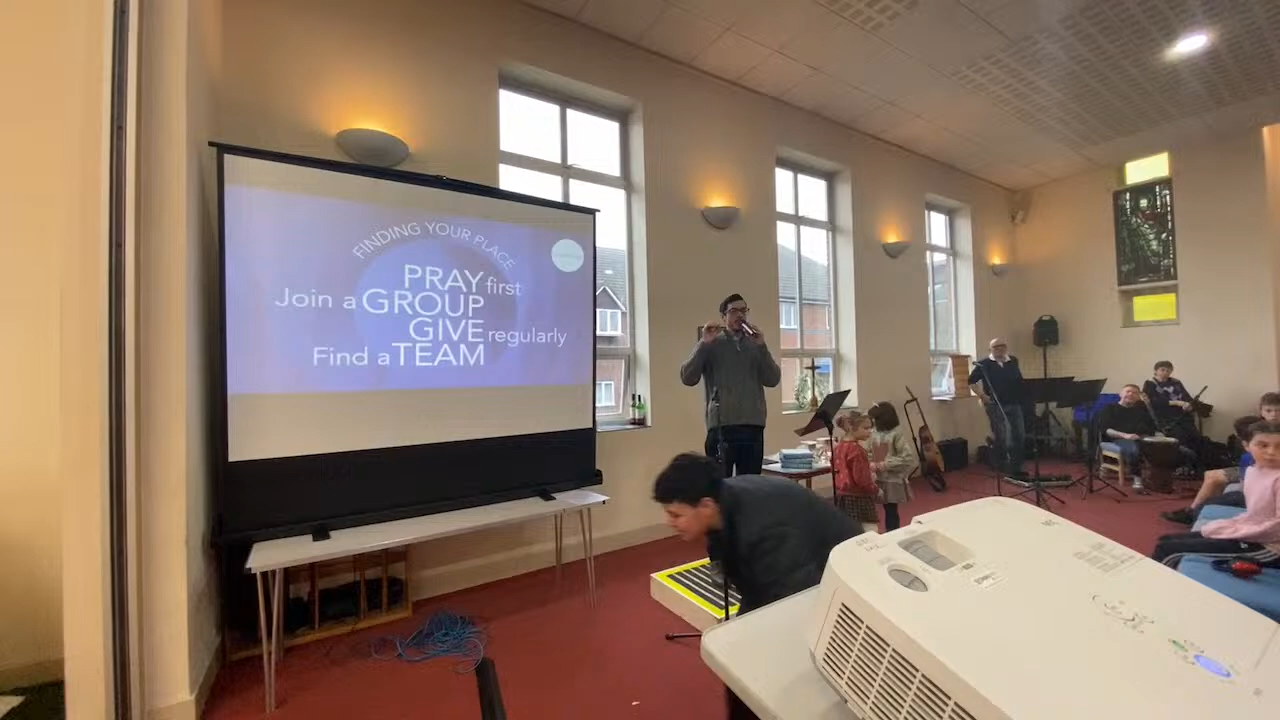 FINDING YOUR PLACE
PRAY first
Join a GROUP
GIVE regularly
Find a TEAM